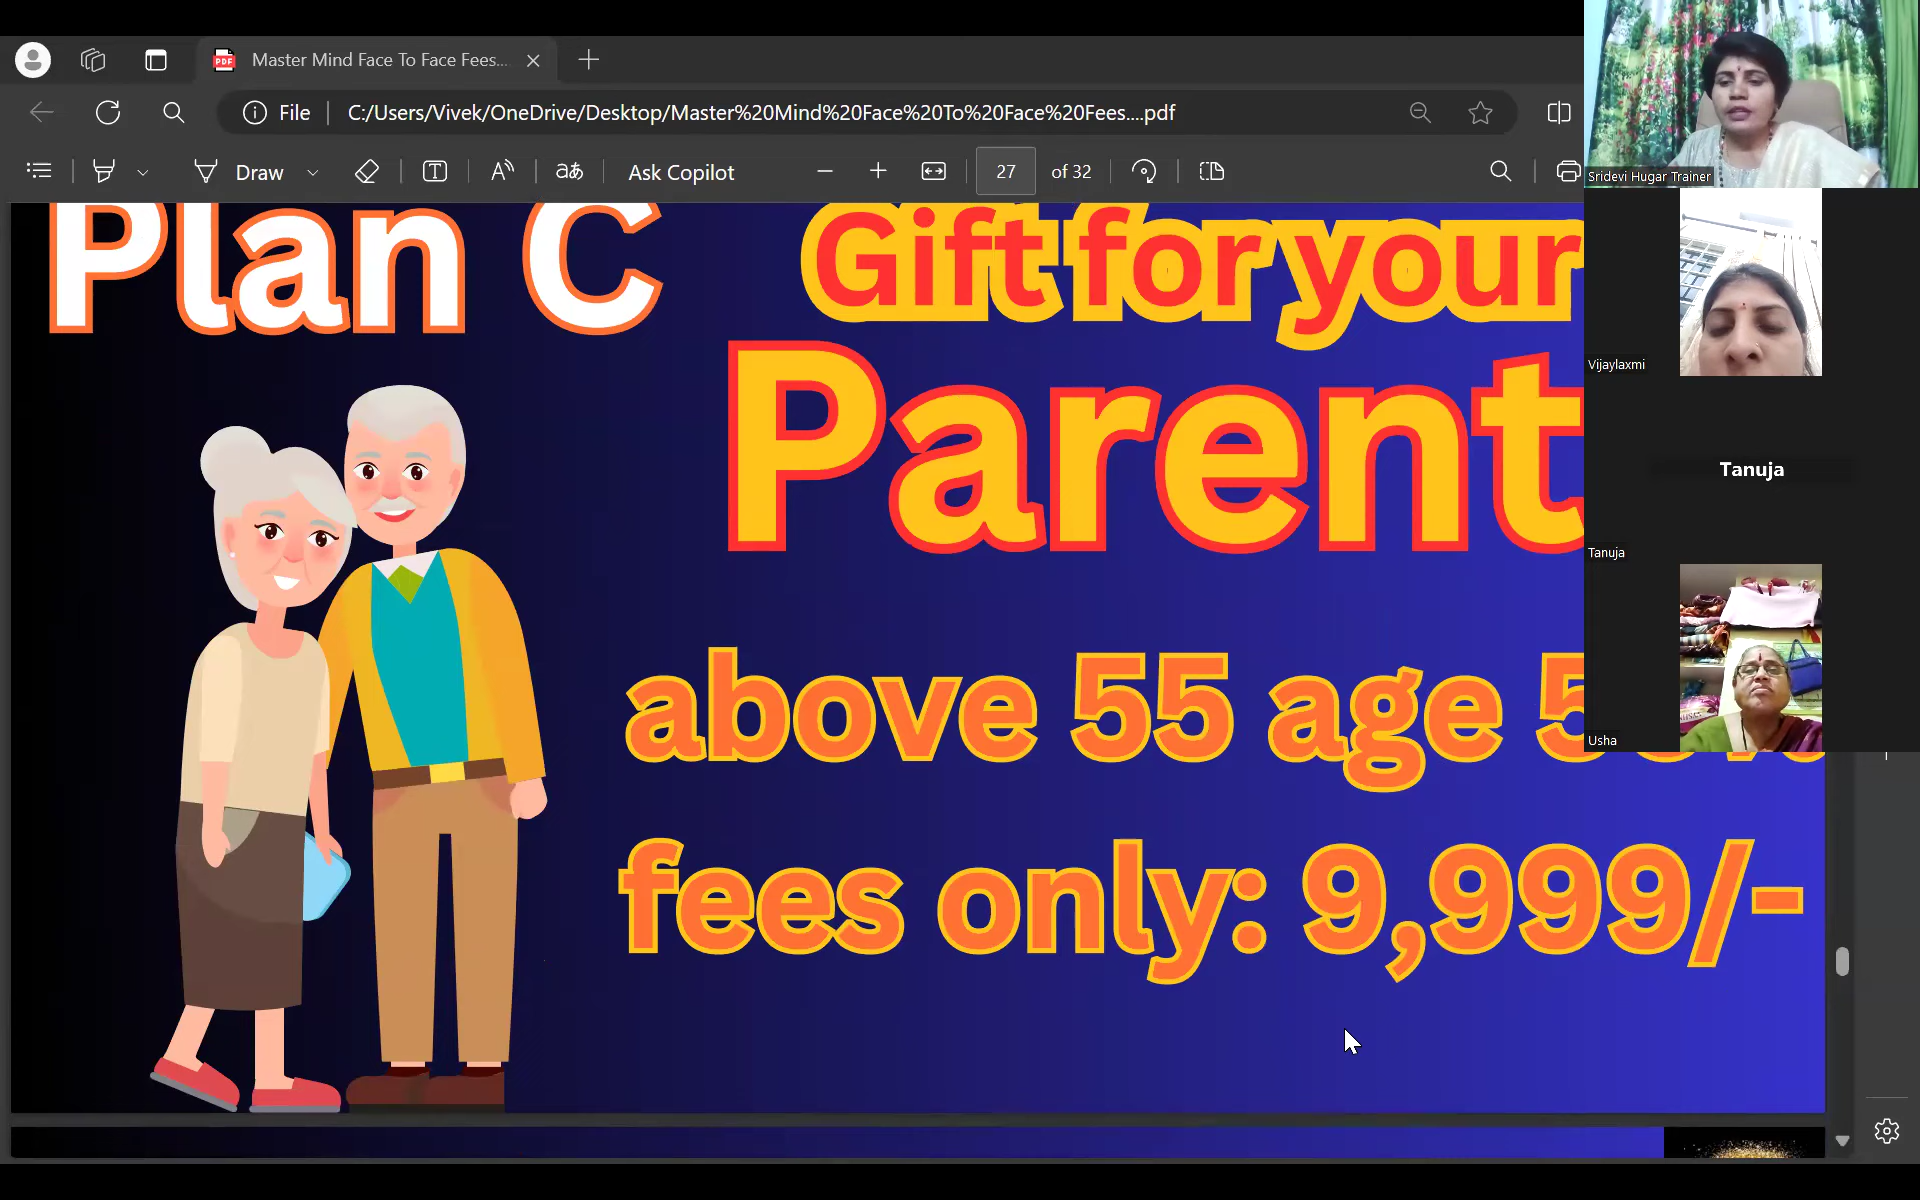 Master Mind Face To Face Fees...
File
C:/Users/Vivek/OneDrive/Desktop/Master%20Mind%20Face%20To%20Face%20Fees....pdf
Draw
Ask Copilot
27 of 32
Sridevi Hugar Trainer
Vijaylaxmi
Tanuja
Tanuja
Usha
Plan C
Gift for your
Parent
above 55 age
fees only: 9,999/-